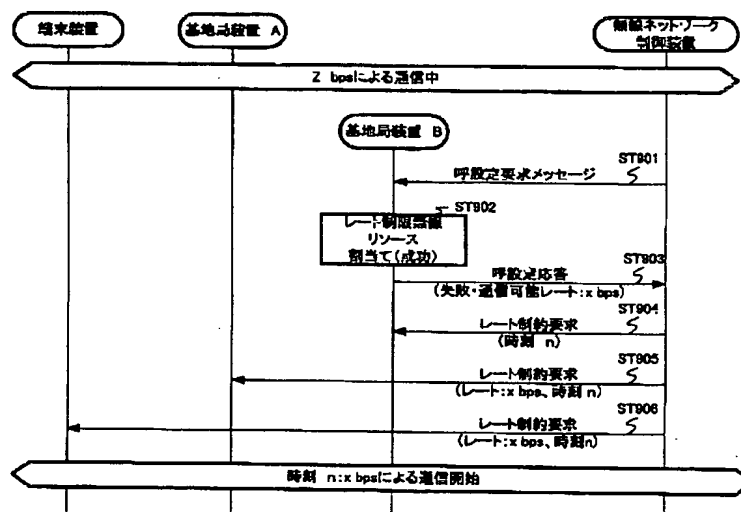 端末装置
基地局装置 A
無線ネットワーク
制御装置
Z bpsによる通信中
基地局装置 B
ST901
呼設定要求メッセージ
ST902
レート制限無線
リソース
割当て(成功)
ST903
呼設定応答
(失敗・通信可能レート:x bps)
ST904
レート制約要求
(時刻 n)
ST905
レート制約要求
(レート:x bps、時刻 n)
ST906
レート制約要求
(レート:x bps、時刻n)
時刻 n:x bpsによる通信開始